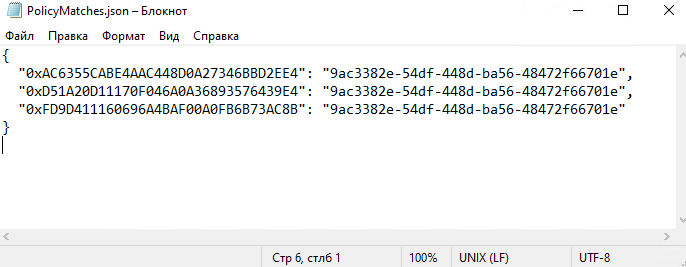 PolicyMatches.json – Блокнот
Файл Правка Формат Вид Справка
{
"0xAC6355CABE4AAC448D0A27346BBD2EE4": "9ac3382e-54df-448d-ba56-48472f66701e",
"0xD51A20D11170F046A0A36893576439E4": "9ac3382e-54df-448d-ba56-48472f66701e",
"0xFD9D411160696A4BAF00A0FB6B73AC8B": "9ac3382e-54df-448d-ba56-48472f66701e"
}
Стр 6, стлб 1 100% UNIX (LF) UTF-8